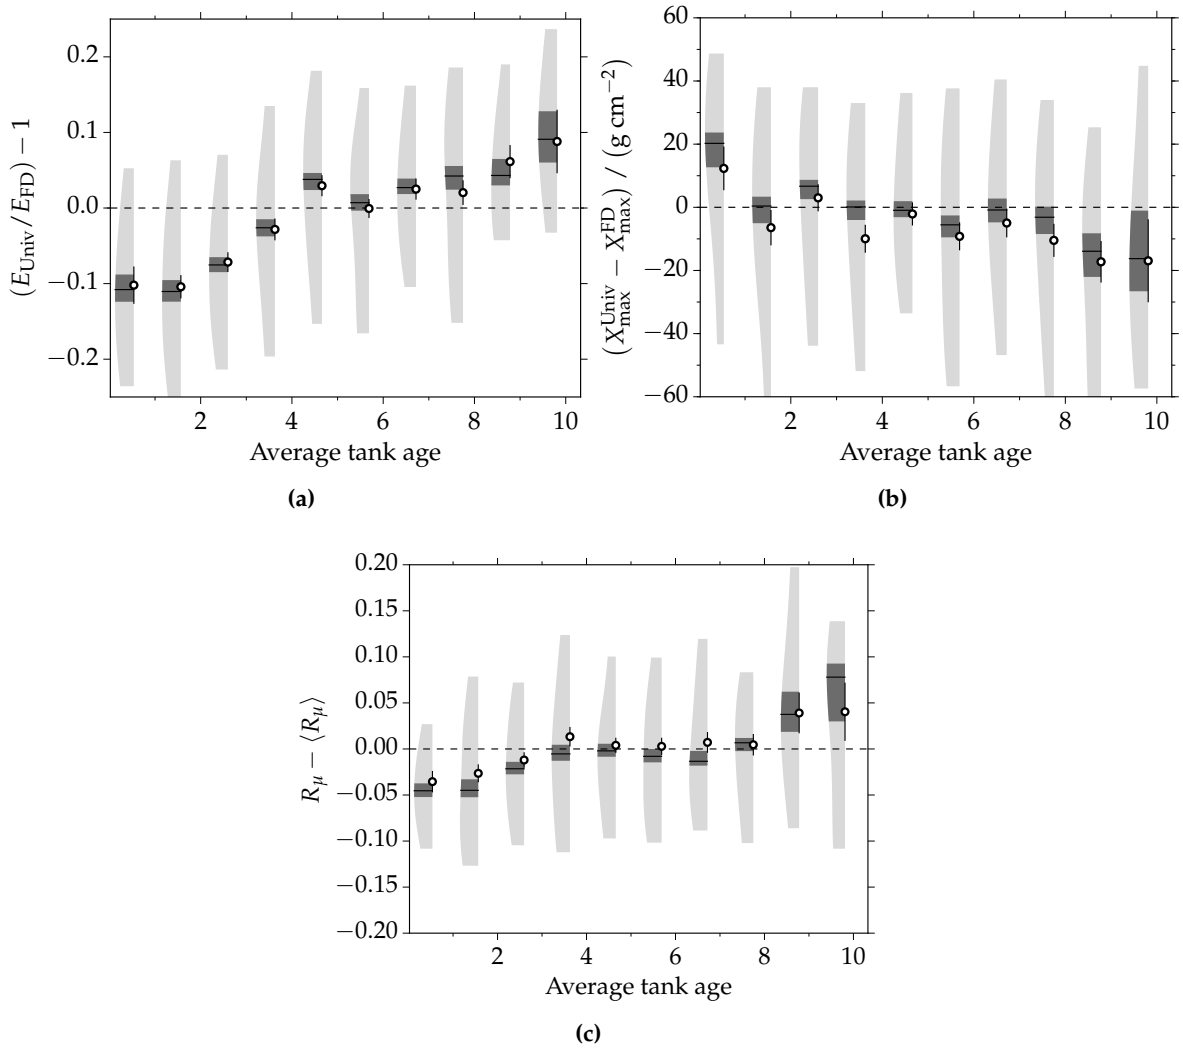 0.2
0.1
0.0
−0.1
−0.2
(E_Univ/E_FD) − 1
2 4 6 8 10
Average tank age
(a)
60
40
20
0
−20
−40
−60
(X_max^Univ − X_max^FD) / (g cm^−2)
2 4 6 8 10
Average tank age
(b)
0.20
0.15
0.10
0.05
0.00
−0.05
−0.10
−0.15
−0.20
R_μ − ⟨R_μ⟩
2 4 6 8 10
Average tank age
(c)